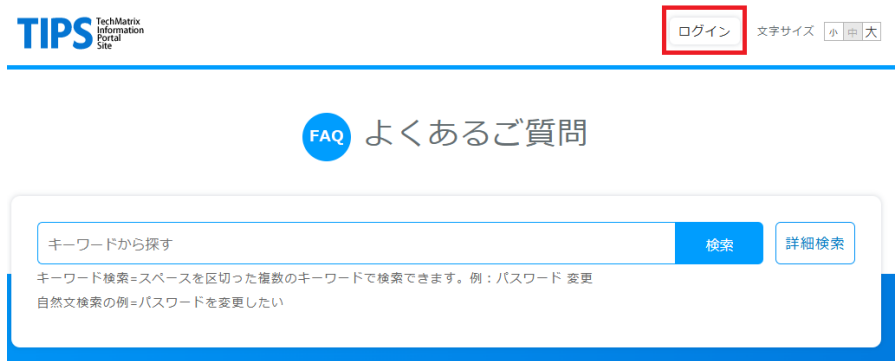 TIPS TechMatrix
Information
Portal
Site
ログイン 文字サイズ 小 中 大
FAQ よくあるご質問
キーワードから探す 検索 詳細検索
キーワード検索=スペースを区切った複数のキーワードで検索できます。例：パスワード 変更
自然文検索の例=パスワードを変更したい